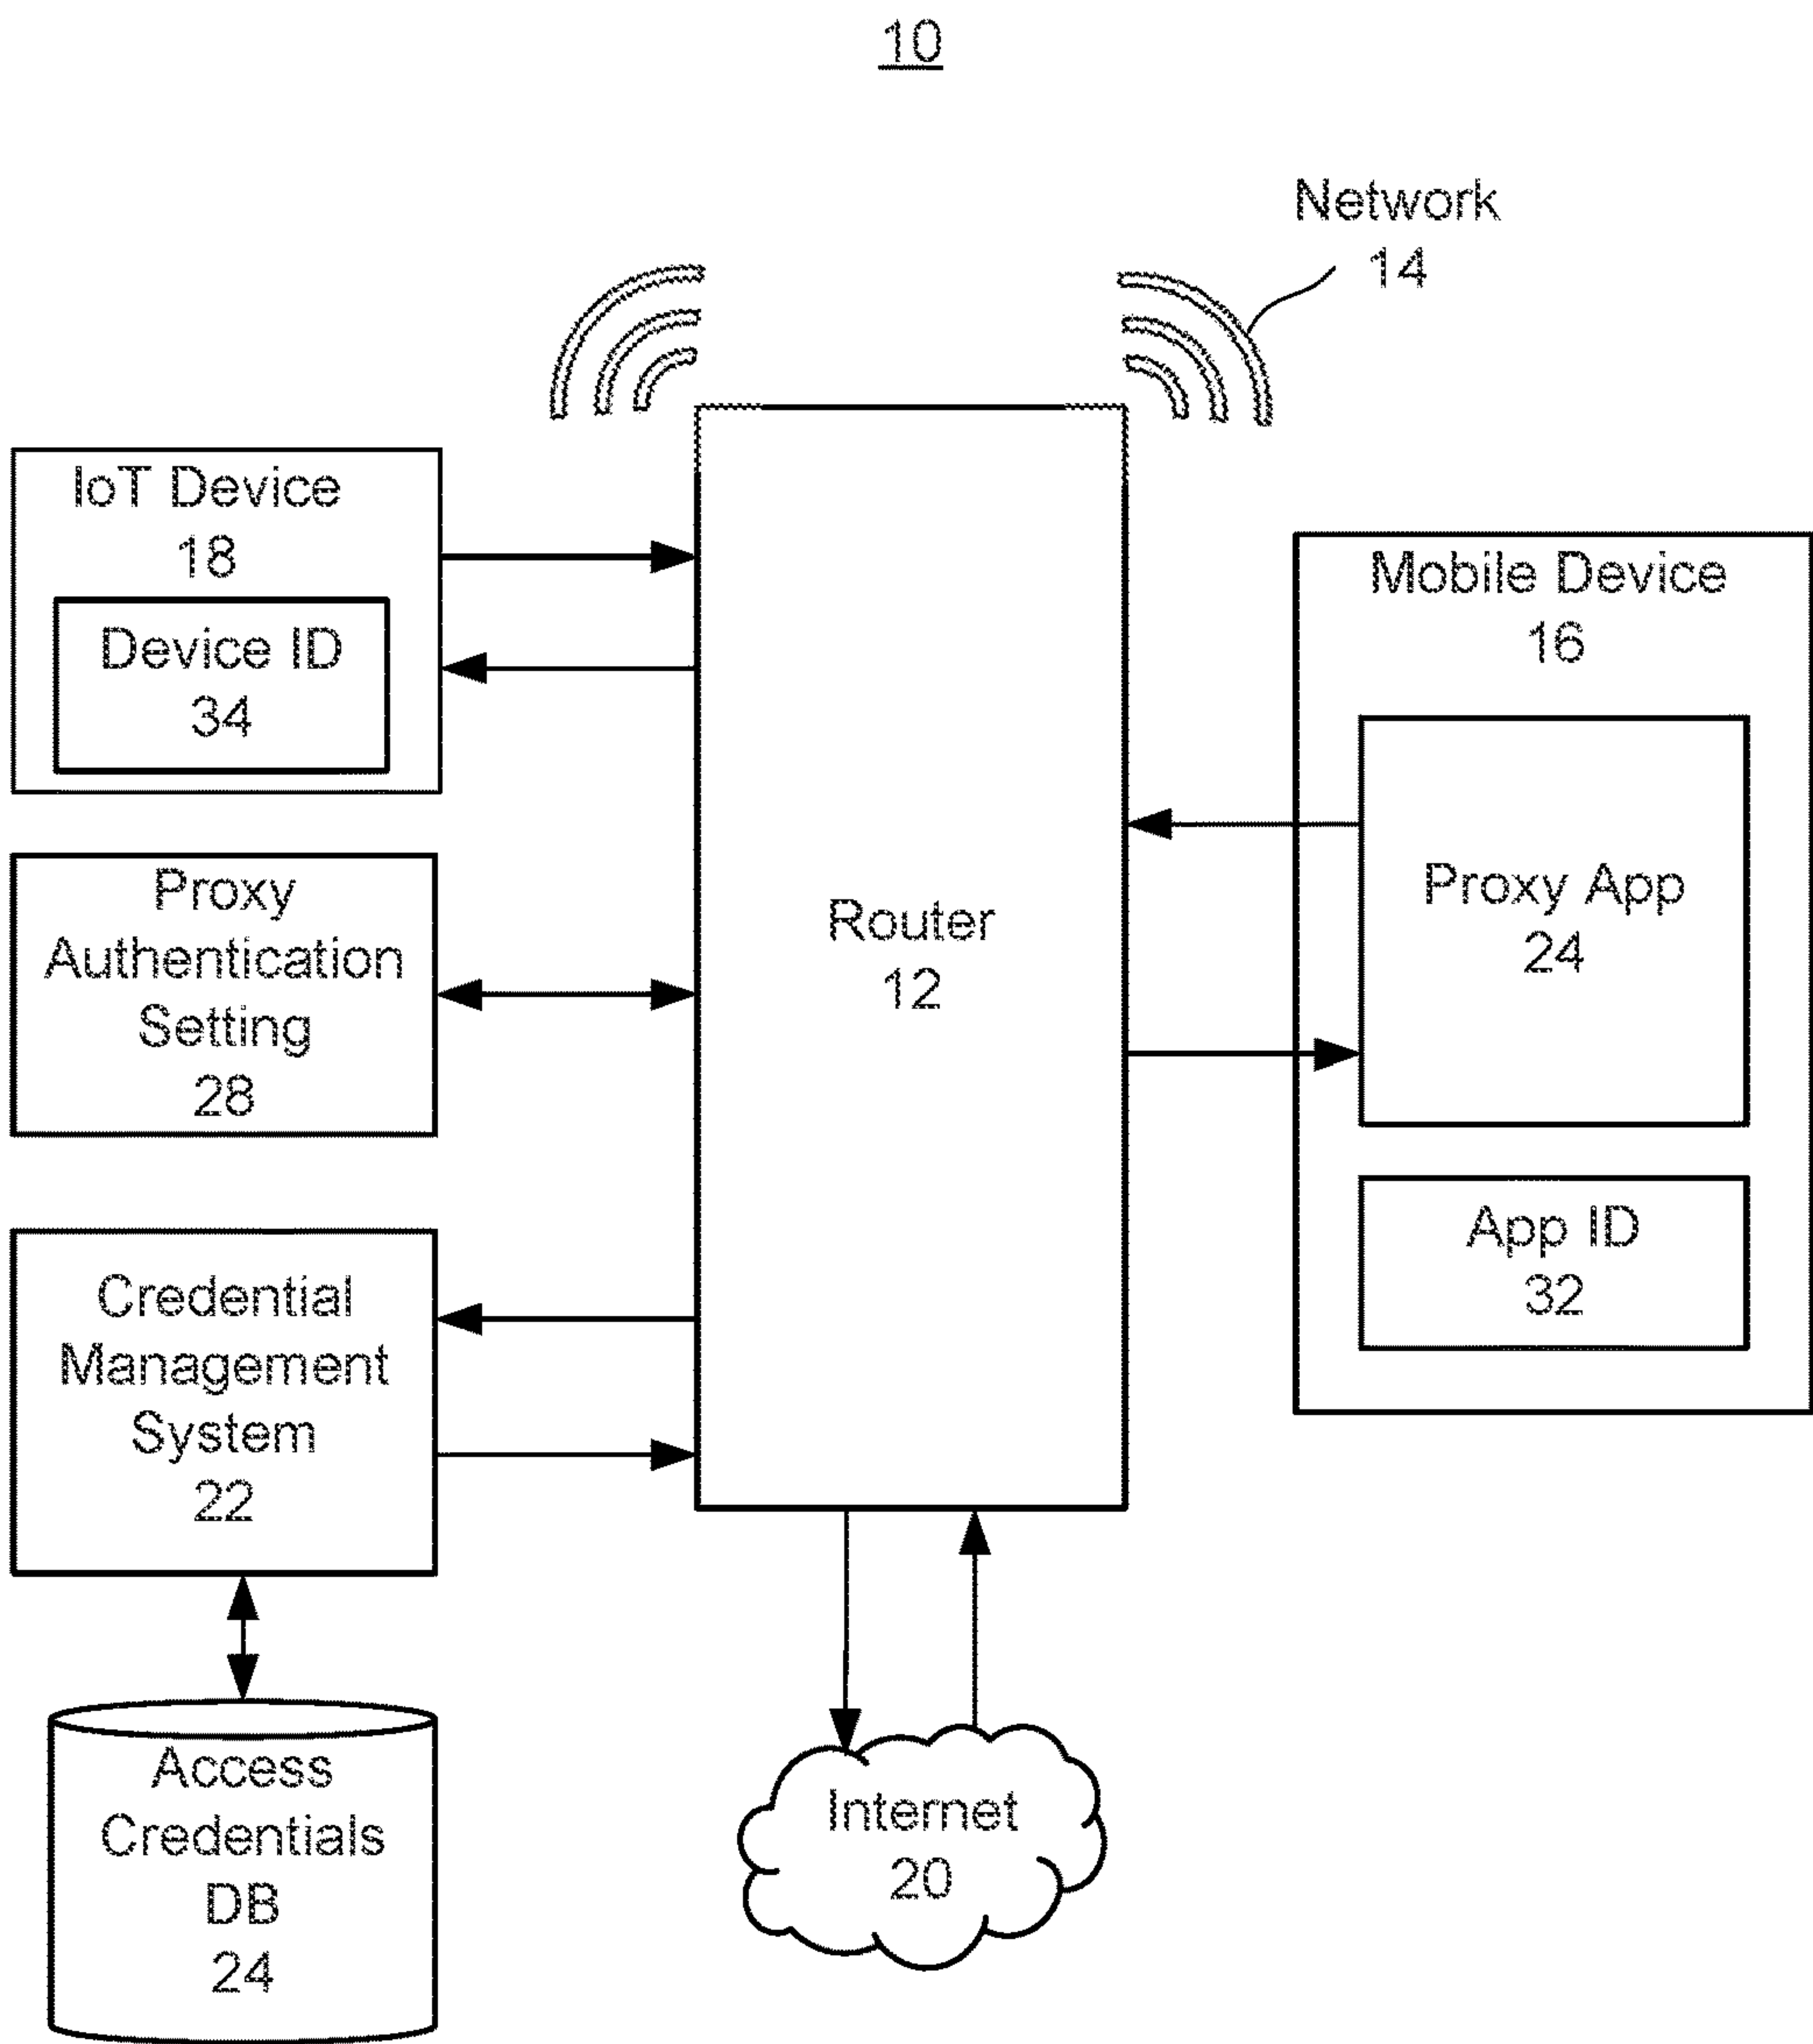 10
Network
14
IoT Device
18
Device ID
34
Mobile Device
16
Proxy App
24
App ID
32
Proxy
Authentication
Setting
28
Router
12
Credential
Management
System
22
Access
Credentials
DB
24
Internet
20